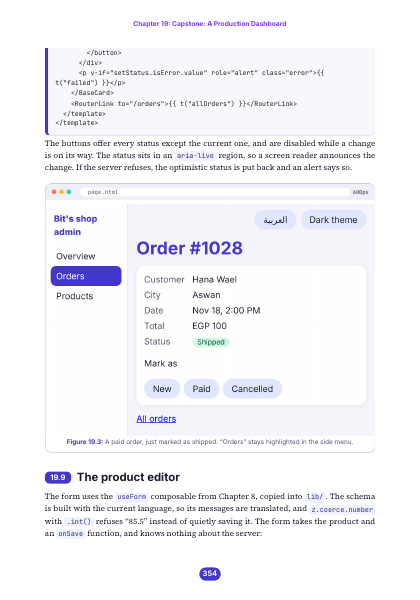 Chapter 19: Capstone: A Production Dashboard
</button>
</div>
<p v-if="setStatus.isError.value" role="alert" class="error">{{
t("failed") }}</p>
</BaseCard>
<RouterLink to="/orders">{{ t("allOrders") }}</RouterLink>
</template>
</template>
The buttons offer every status except the current one, and are disabled while a change
is on its way. The status sits in an aria-live region, so a screen reader announces the
change. If the server refuses, the optimistic status is put back and an alert says so.
page.html 600px
Bit's shop
admin
العربية Dark theme
Order #1028
Overview
Orders
Products
Customer Hana Wael
City Aswan
Date Nov 18, 2:00 PM
Total EGP 100
Status Shipped
Mark as
New Paid Cancelled
All orders
Figure 19.3: A paid order, just marked as shipped. "Orders" stays highlighted in the side menu.
19.9 The product editor
The form uses the useForm composable from Chapter 8, copied into lib/. The schema
is built with the current language, so its messages are translated, and z.coerce.number
with .int() refuses "85.5" instead of quietly saving it. The form takes the product and
an onSave function, and knows nothing about the server:
354